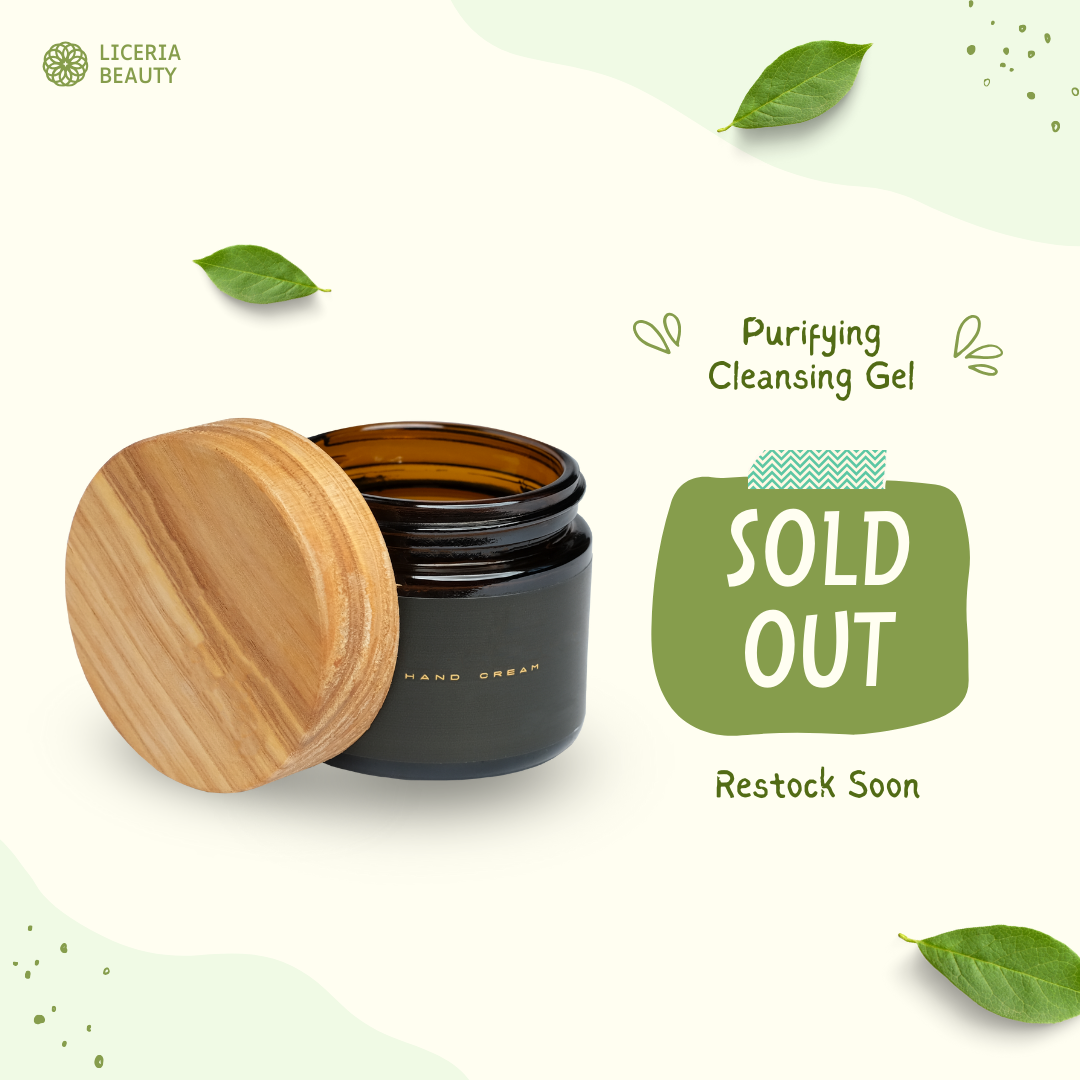 LICERIA
BEAUTY
Purifying
Cleansing Gel
SOLD
OUT
HAND CREAM
Restock Soon